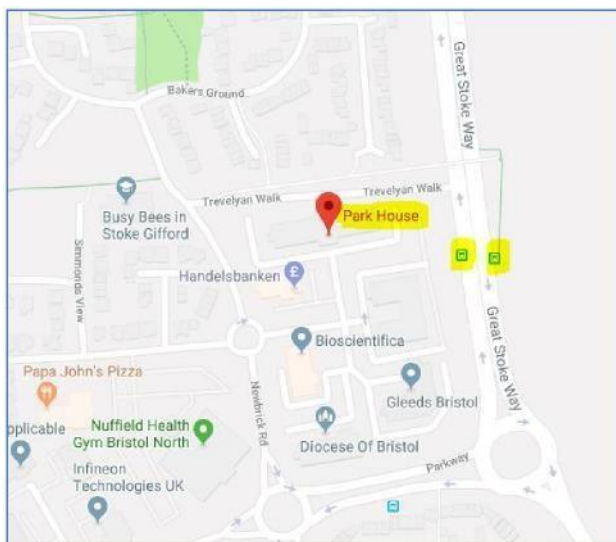 Great Stoke Way
Bakers Ground
Trevelyan Walk
Trevelyan Walk
Busy Bees in
Stoke Gifford
Park House
Simmonds View
Handelsbanken
£
Great Stoke Way
Bioscientifica
Papa John's Pizza
Newbrick Rd
Gleeds Bristol
Nuffield Health
Gym Bristol North
pplicable
Diocese Of Bristol
Parkway
Infineon
Technologies UK